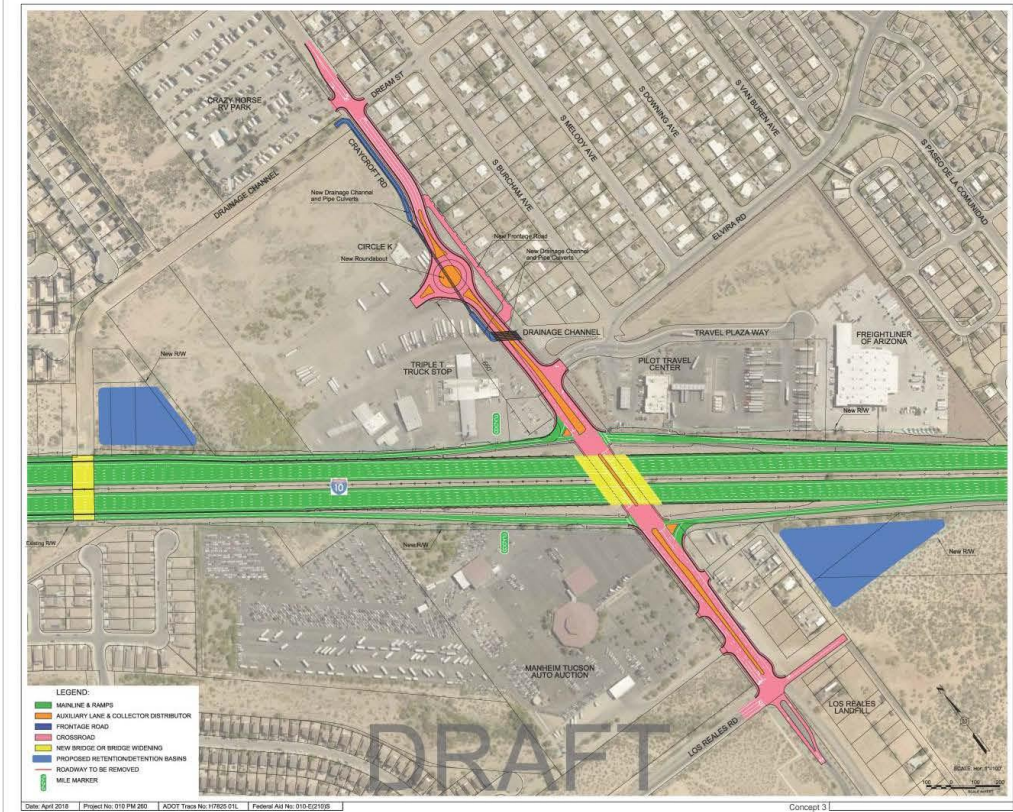 CRAZY HORSE
RV PARK
DREAM ST
CRAYCROFT RD
DRAINAGE CHANNEL
S DOWNING AVE
S VAN BUREN AVE
S MELODY AVE
S BURCHAM AVE
S PASEO DE LA COMUNIDAD
ELVIRA RD
New Drainage Channel
and Pipe Culverts
CIRCLE K
New Roundabout
New Frontage Road
New Drainage Channel
and Pipe Culverts
DRAINAGE CHANNEL
TRAVEL PLAZA WAY
FREIGHTLINER
OF ARIZONA
PILOT TRAVEL
CENTER
TRIPLE T
TRUCK STOP
New R/W
New R/W
10
Existing R/W
New R/W
New R/W
MANHEIM TUCSON
AUTO AUCTION
LOS REALES
LANDFILL
LOS REALES RD
LEGEND:
MAINLINE & RAMPS
AUXILIARY LANE & COLLECTOR DISTRIBUTOR
FRONTAGE ROAD
CROSSROAD
NEW BRIDGE OR BRIDGE WIDENING
PROPOSED RETENTION/DETENTION BASINS
ROADWAY TO BE REMOVED
MILE MARKER
DRAFT
Date: April 2018
Project No: 010 PM 260
ADOT Tracs No: H7825 01L
Federal Aid No: 010-E(210)S
Concept 3